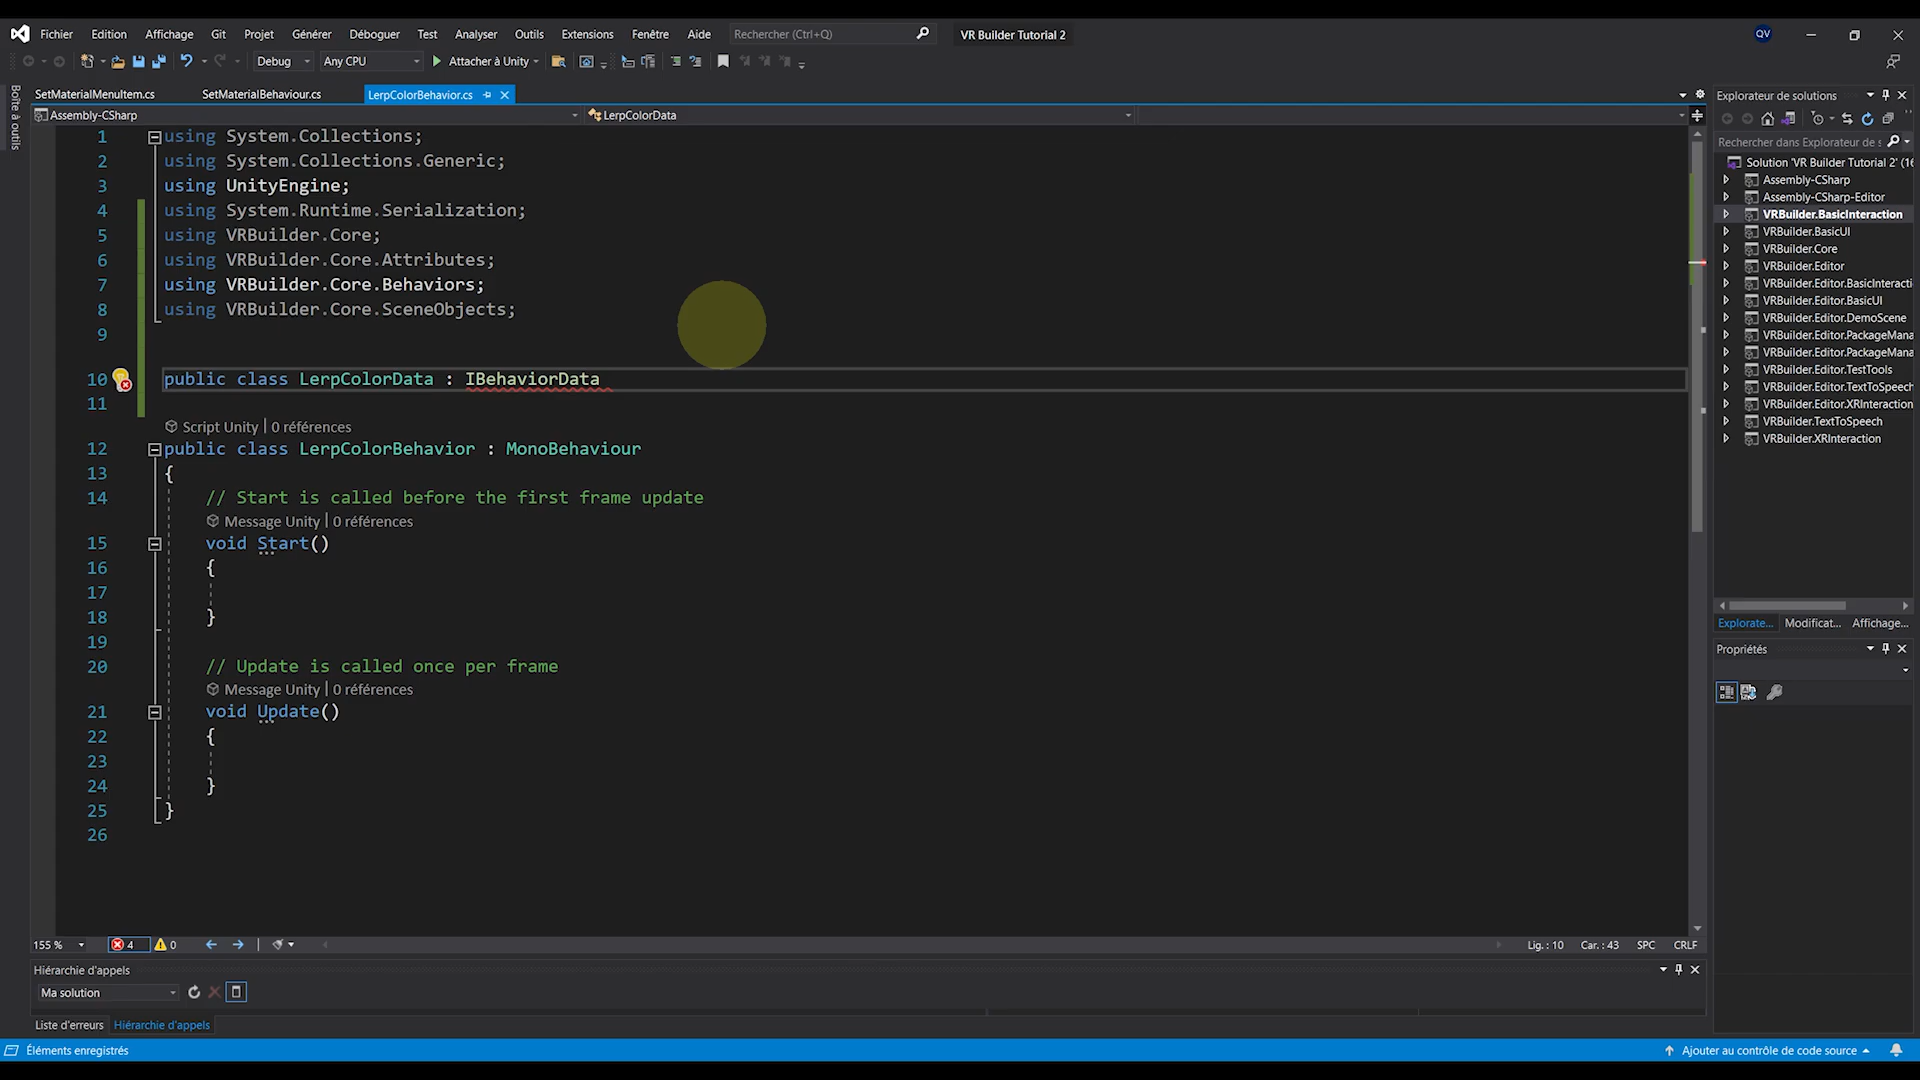 Fichier Edition Affichage Git Projet Générer Déboguer Test Analyser Outils Extensions Fenêtre Aide Rechercher (Ctrl+Q) VR Builder Tutorial 2 QV
Debug Any CPU Attacher à Unity
Boîte à outils
SetMaterialMenuItem.cs SetMaterialBehaviour.cs LerpColorBehavior.cs
Assembly-CSharp LerpColorData
1 using System.Collections;
2 using System.Collections.Generic;
3 using UnityEngine;
4 using System.Runtime.Serialization;
5 using VRBuilder.Core;
6 using VRBuilder.Core.Attributes;
7 using VRBuilder.Core.Behaviors;
8 using VRBuilder.Core.SceneObjects;
9
10 public class LerpColorData : IBehaviorData
11
Script Unity | 0 références
12 public class LerpColorBehavior : MonoBehaviour
13 {
14 // Start is called before the first frame update
Message Unity | 0 références
15 void Start()
16 {
17
18 }
19
20 // Update is called once per frame
Message Unity | 0 références
21 void Update()
22 {
23
24 }
25 }
26
155 % 4 0 Lig. : 10 Car. : 43 SPC CRLF
Hiérarchie d'appels
Ma solution
Liste d'erreurs Hiérarchie d'appels
Éléments enregistrés Ajouter au contrôle de code source
Explorateur de solutions
Rechercher dans Explorateur de s
Solution 'VR Builder Tutorial 2' (16
Assembly-CSharp
Assembly-CSharp-Editor
VRBuilder.BasicInteraction
VRBuilder.BasicUI
VRBuilder.Core
VRBuilder.Editor
VRBuilder.Editor.BasicInteracti
VRBuilder.Editor.BasicUI
VRBuilder.Editor.DemoScene
VRBuilder.Editor.PackageMana
VRBuilder.Editor.PackageMana
VRBuilder.Editor.TestTools
VRBuilder.Editor.TextToSpeech
VRBuilder.Editor.XRInteraction
VRBuilder.TextToSpeech
VRBuilder.XRInteraction
Explorate... Modificat... Affichage...
Propriétés